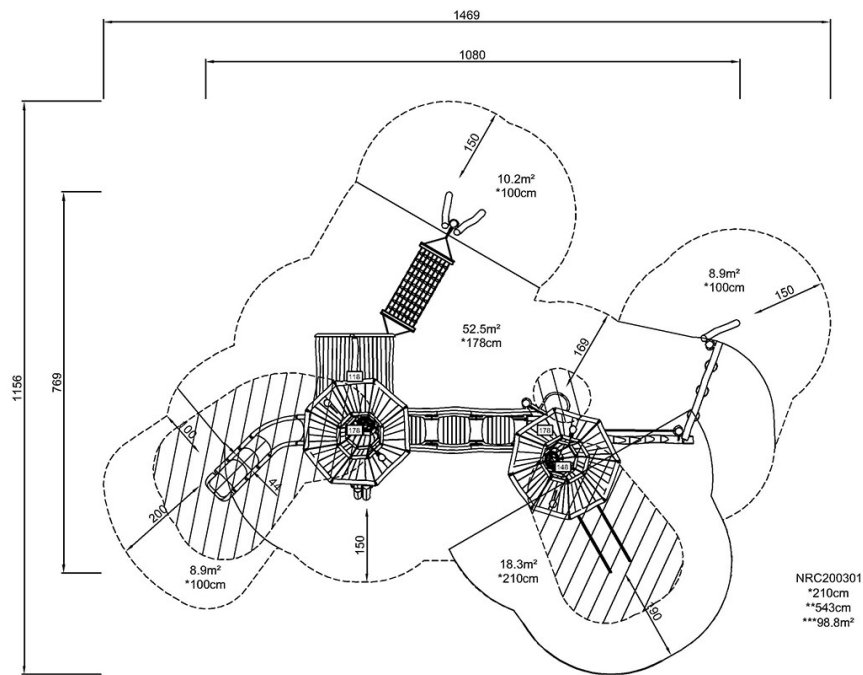 1469
1080
150
10.2m²
*100cm
8.9m²
*100cm
150
52.5m²
*178cm
169
1156
769
118
178
178
148
100
44
200
150
8.9m²
*100cm
18.3m²
*210cm
190
NRC200301
*210cm
**543cm
***98.8m²